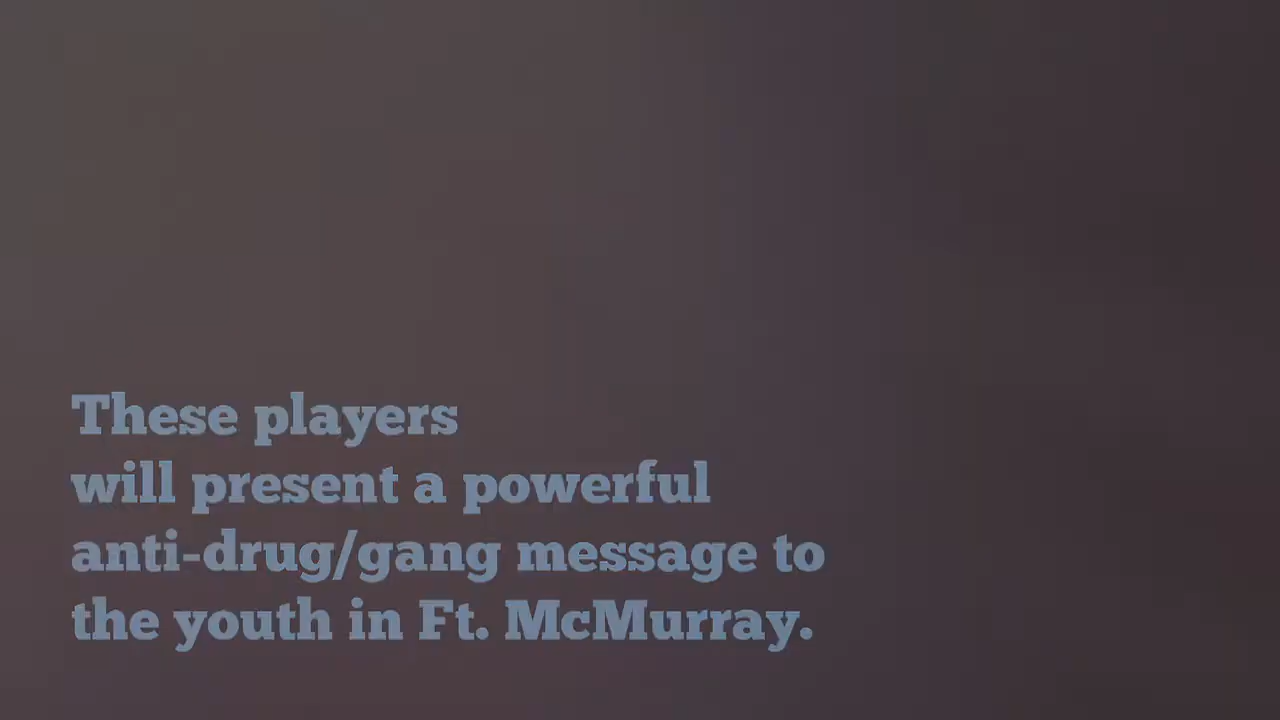 These players
will present a powerful
anti-drug/gang message to
the youth in Ft. McMurray.